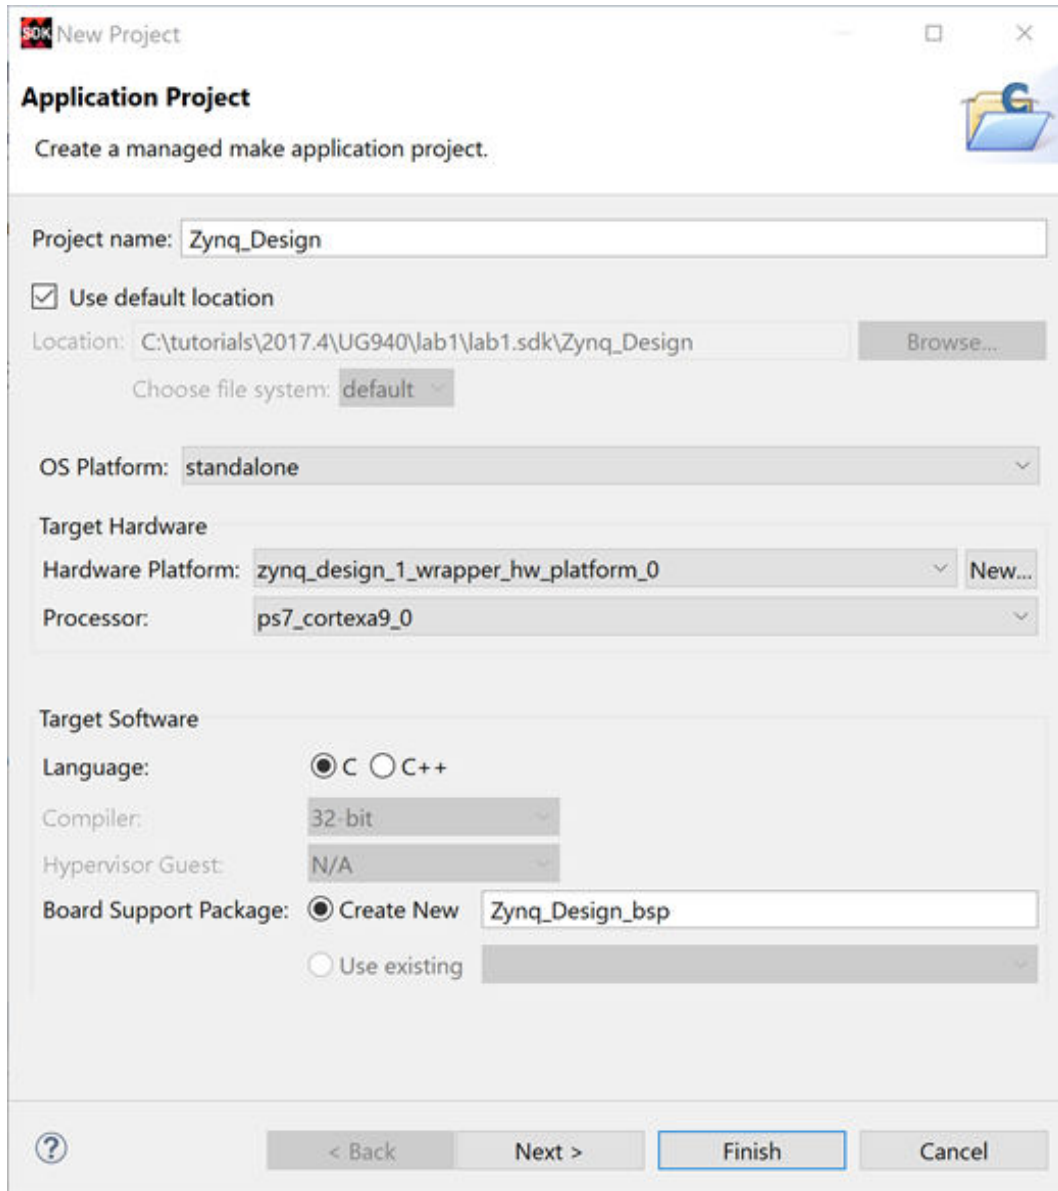 SDK New Project
Application Project
C
Create a managed make application project.
Project name: Zynq_Design
Use default location
Location: C:\tutorials\2017.4\UG940\lab1\lab1.sdk\Zynq_Design Browse...
Choose file system: default
OS Platform: standalone
Target Hardware
Hardware Platform: zynq_design_1_wrapper_hw_platform_0 New...
Processor: ps7_cortexa9_0
Target Software
Language: C C++
Compiler: 32-bit
Hypervisor Guest: N/A
Board Support Package: Create New Zynq_Design_bsp
Use existing
? < Back Next > Finish Cancel